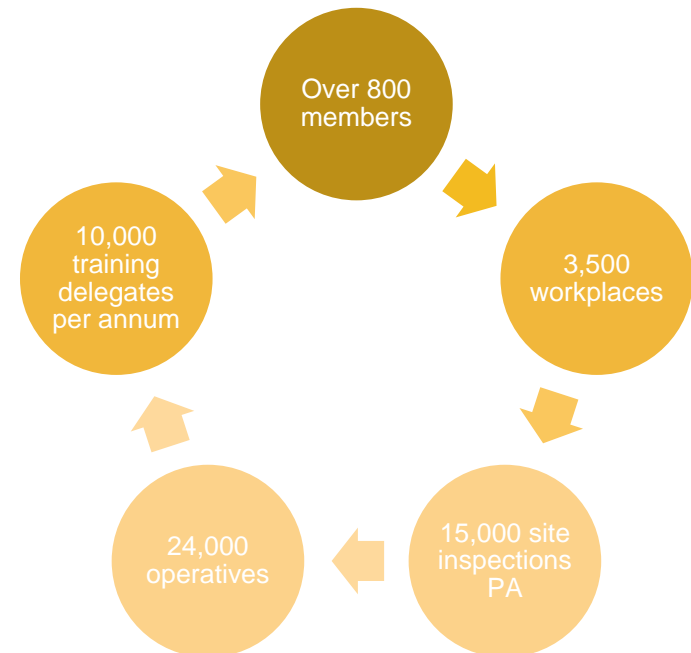 Over 800
members
3,500
workplaces
15,000 site
inspections
PA
24,000
operatives
10,000
training
delegates
per annum